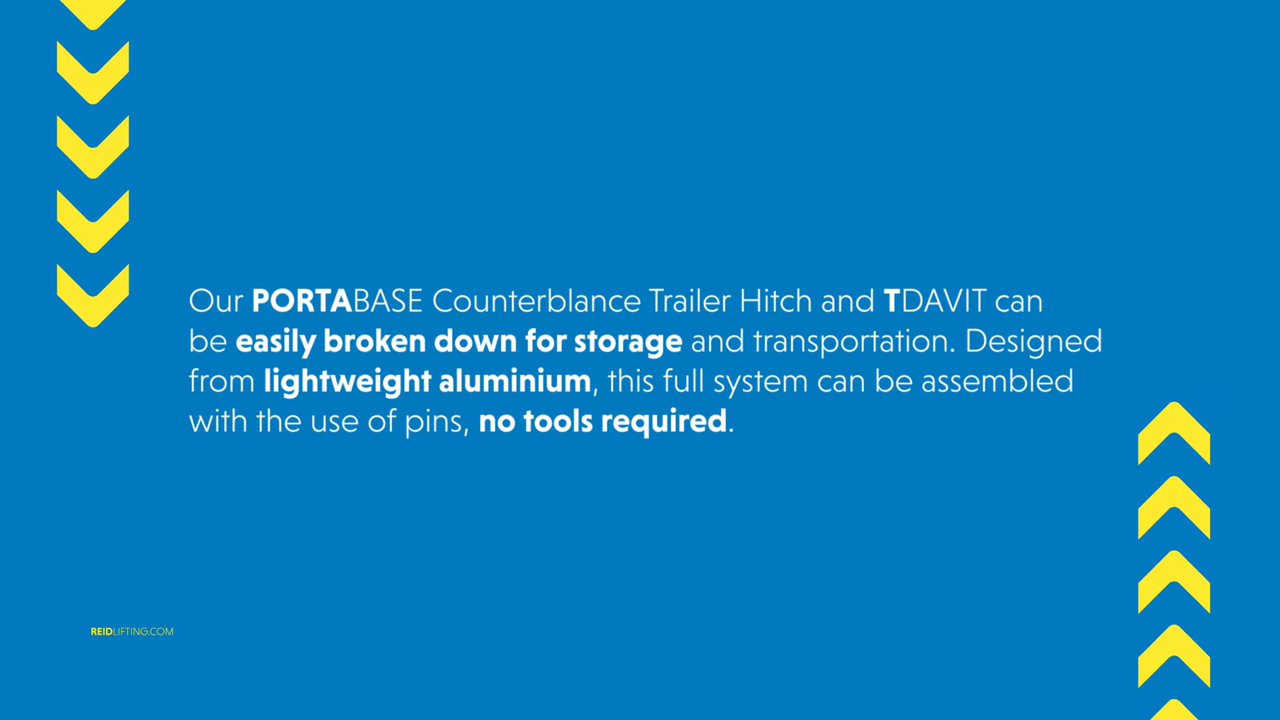 Our PORTABASE Counterblance Trailer Hitch and TDAVIT can
be easily broken down for storage and transportation. Designed
from lightweight aluminium, this full system can be assembled
with the use of pins, no tools required.
REIDLIFTING.COM